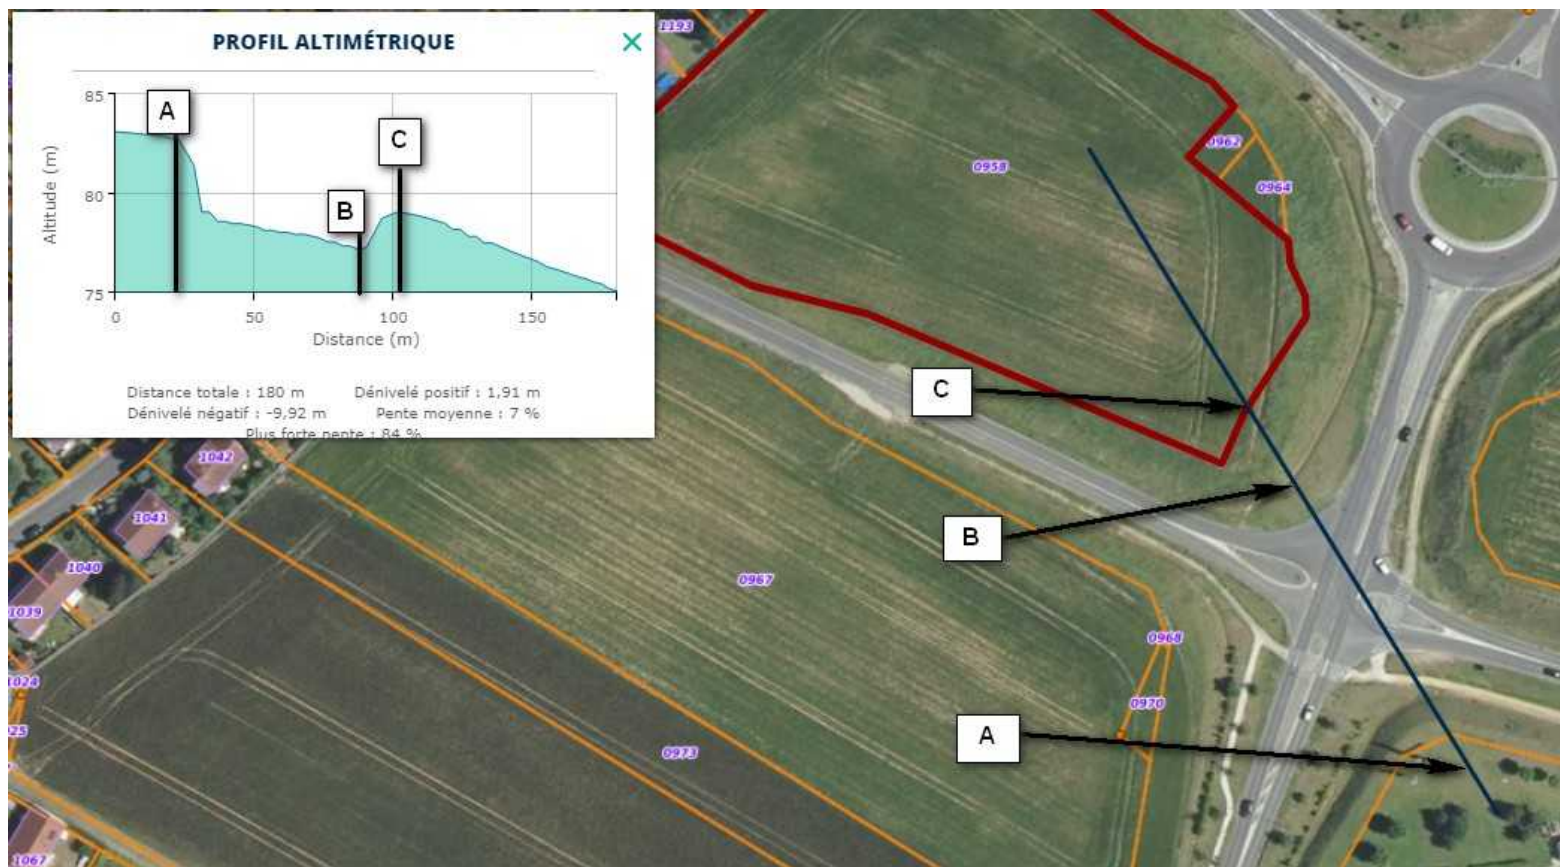 PROFIL ALTIMÉTRIQUE
85
80
75
Altitude (m)
A
B
C
0
50
100
150
Distance (m)
Distance totale : 180 m Dénivelé positif : 1,91 m
Dénivelé négatif : -9,92 m Pente moyenne : 7 %
Plus forte pente : 84 %
1193
0962
0958
0964
C
1042
1041
B
1040
0967
1039
0968
1024
0970
25
A
0973
1067